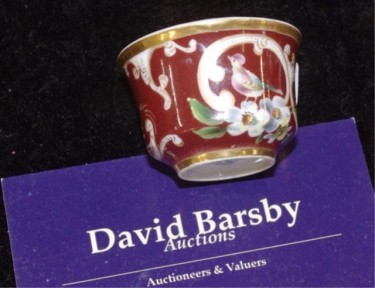 David Barsby
Auctions
Auctioneers & Valuers